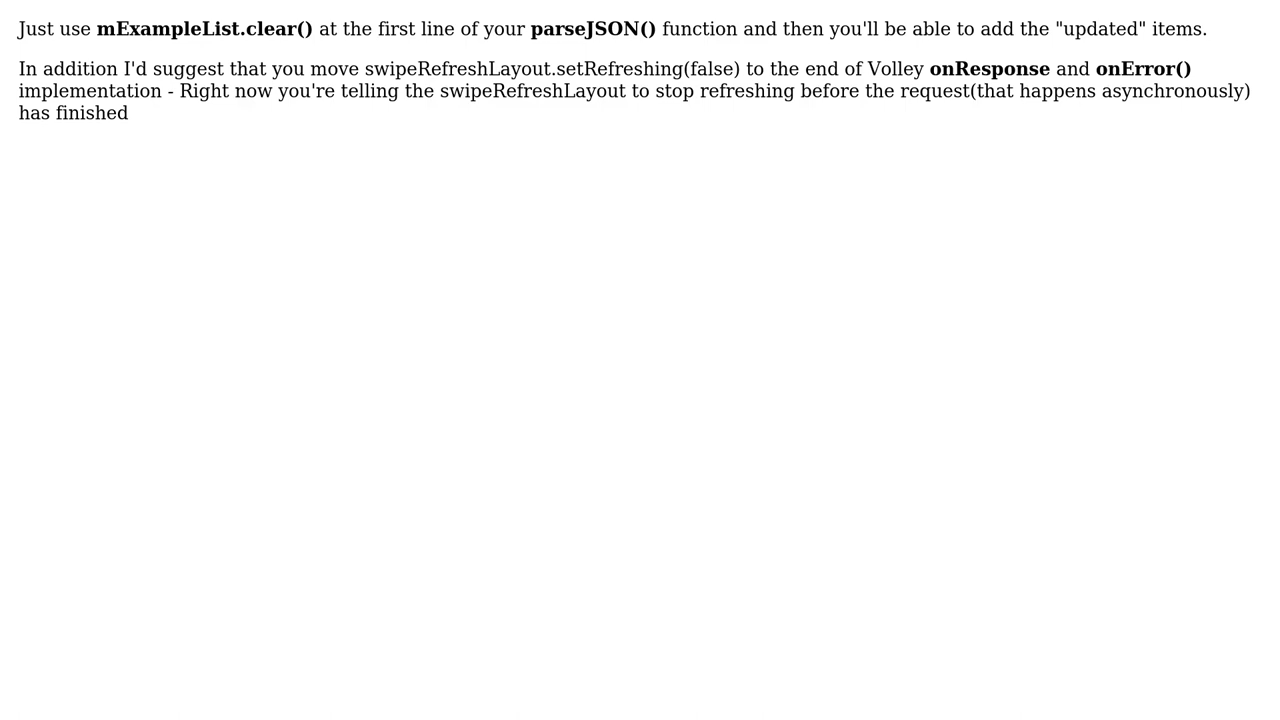 Just use mExampleList.clear() at the first line of your parseJSON() function and then you'll be able to add the "updated" items.
In addition I'd suggest that you move swipeRefreshLayout.setRefreshing(false) to the end of Volley onResponse and onError()
implementation - Right now you're telling the swipeRefreshLayout to stop refreshing before the request(that happens asynchronously)
has finished